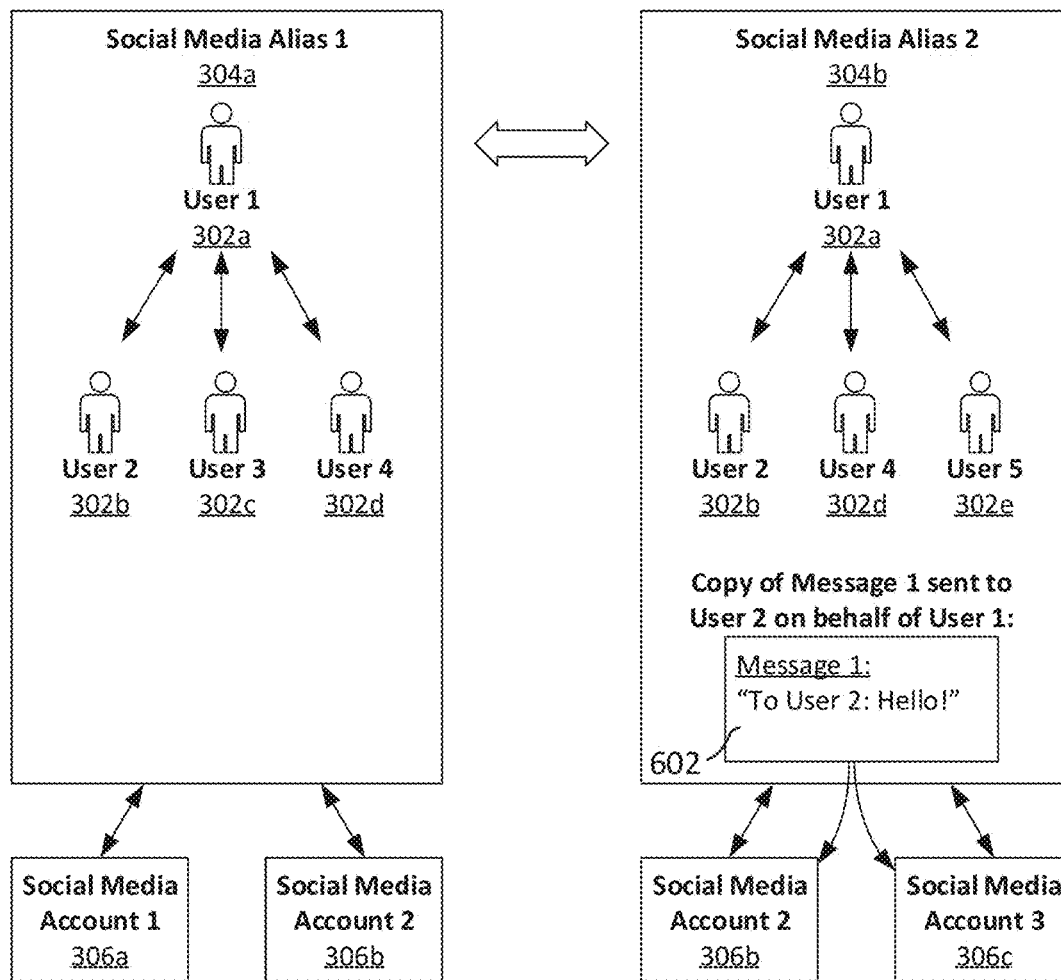 Social Media Alias 1
304a
User 1
302a
User 2
302b
User 3
302c
User 4
302d
Social Media Account 1
306a
Social Media Account 2
306b
Social Media Alias 2
304b
User 1
302a
User 2
302b
User 4
302d
User 5
302e
Copy of Message 1 sent to
User 2 on behalf of User 1:
Message 1:
"To User 2: Hello!"
602
Social Media
Account 2
306b
Social Media
Account 3
306c